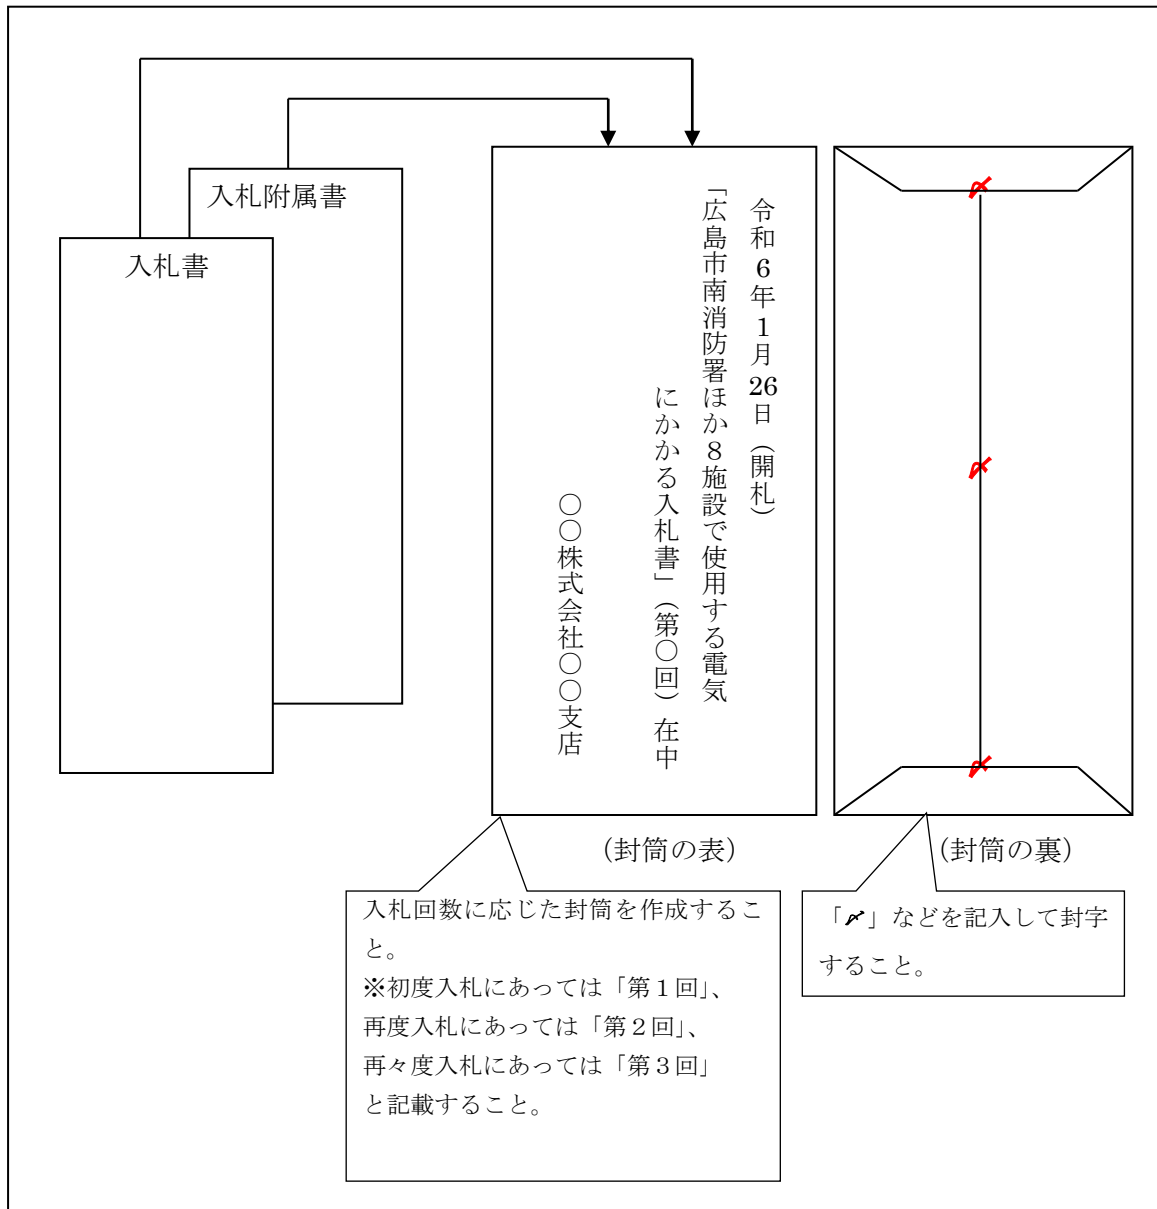 入札附属書
入札書
令和6年1月26日（開札）
「広島市南消防署ほか８施設で使用する電気
にかかる入札書」（第〇回）在中
〇〇株式会社〇〇支店
（封筒の表）
（封筒の裏）
入札回数に応じた封筒を作成するこ
と。
※初度入札にあっては「第１回」、
再度入札にあっては「第２回」、
再々度入札にあっては「第３回」
と記載すること。
「〆」などを記入して封字
すること。
〆
〆
〆